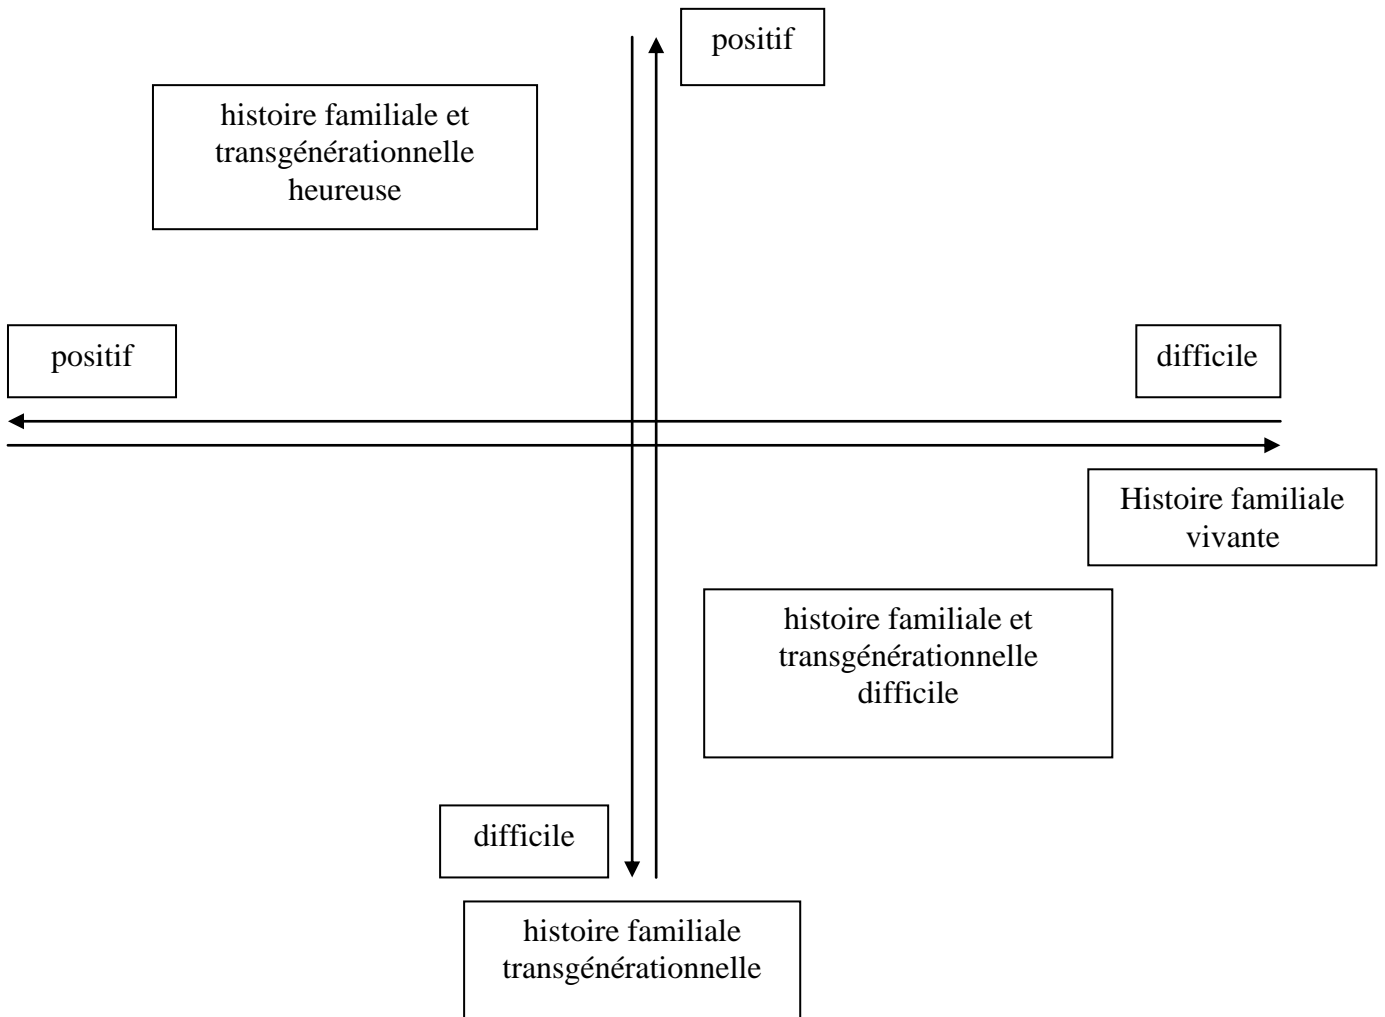 positif
histoire familiale et
transgénérationnelle
heureuse
positif
difficile
Histoire familiale
vivante
histoire familiale et
transgénérationnelle
difficile
difficile
histoire familiale
transgénérationnelle